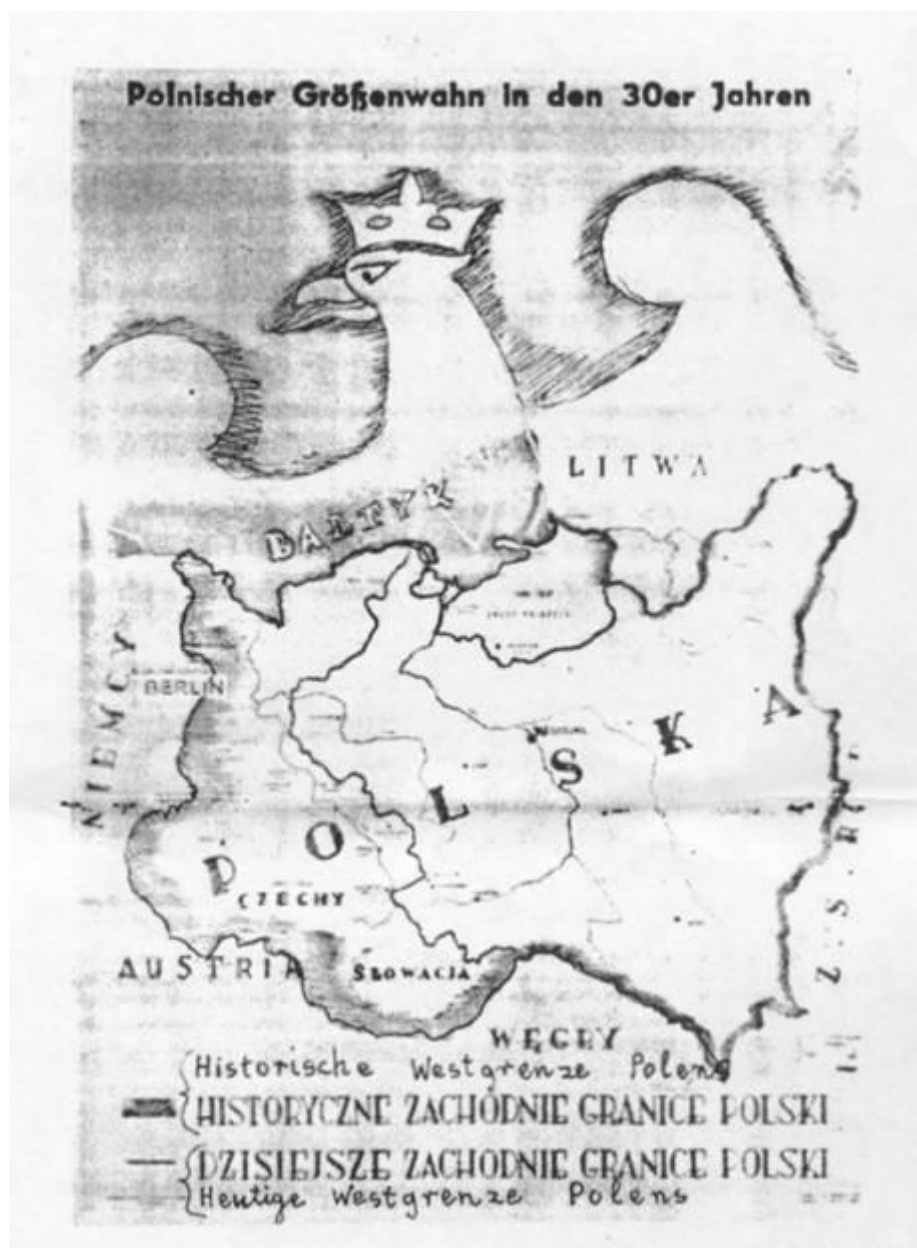 Polnischer Größenwahn in den 30er Jahren
LITWA
BAŁTYK
NIEMCY
BERLIN
POLSKA
CZECHY
AUSTRIA
SŁOWACJA
WĘGRY
Historische Westgrenze Polens
HISTORYCZNE ZACHODNIE GRANICE POLSKI
DZISIEJSZE ZACHODNIE GRANICE POLSKI
Heutige Westgrenze Polens